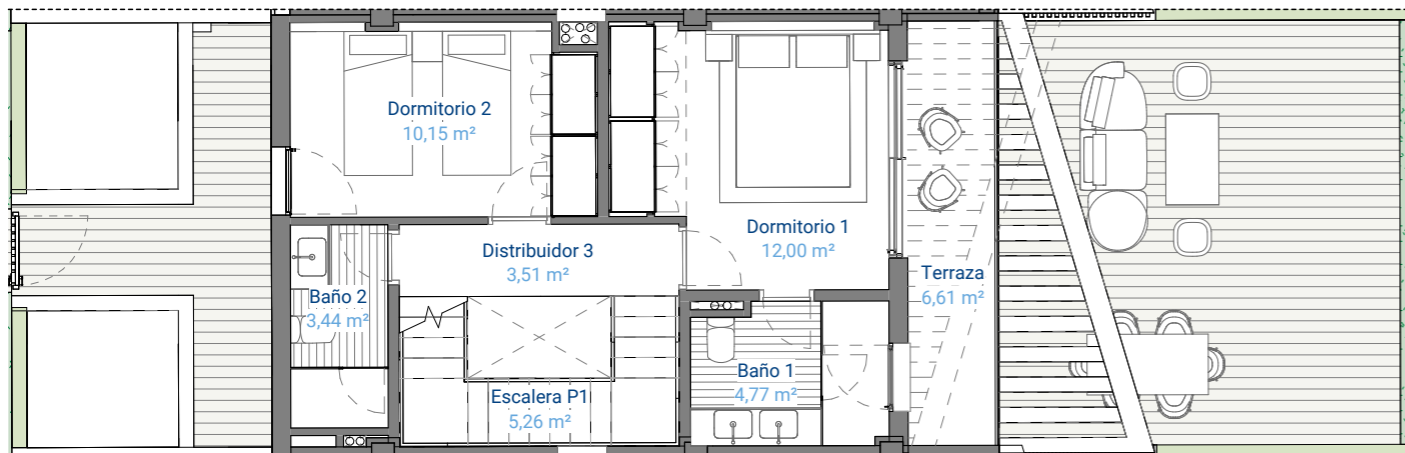 Dormitorio 2
10,15 m²
Dormitorio 1
12,00 m²
Distribuidor 3
3,51 m²
Terraza
6,61 m²
Baño 2
3,44 m²
Baño 1
4,77 m²
Escalera P1
5,26 m²